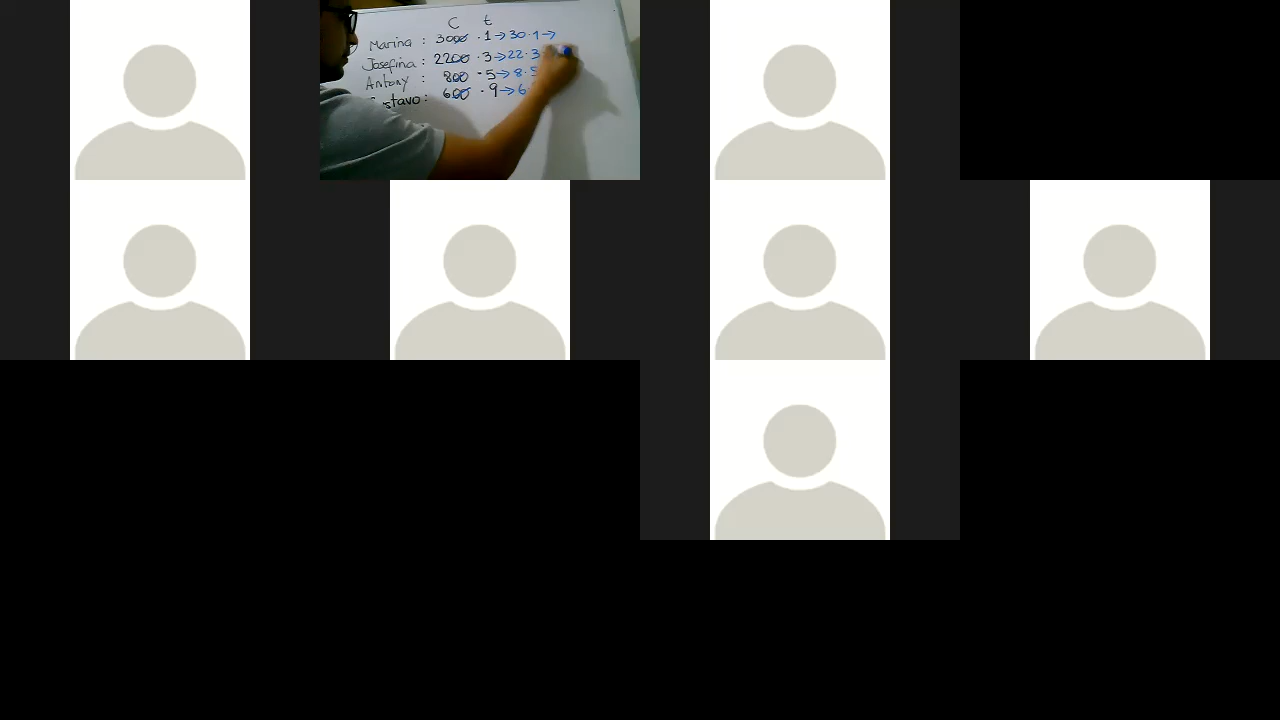 C t
Marina : 3000 · 1 → 30 · 1 →
Josefina : 2200 · 3 → 22 · 3
Antony : 800 · 5 → 8 · 5
stavo : 600 · 9 → 6